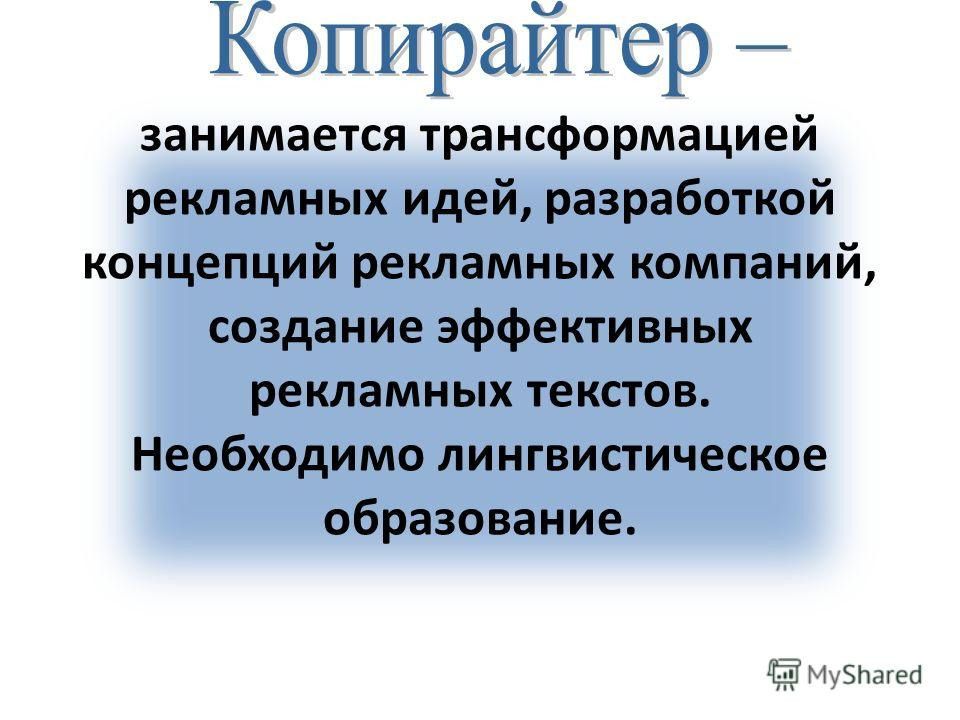 Копирайтер –
занимается трансформацией
рекламных идей, разработкой
концепций рекламных компаний,
создание эффективных
рекламных текстов.
Необходимо лингвистическое
образование.
MyShared